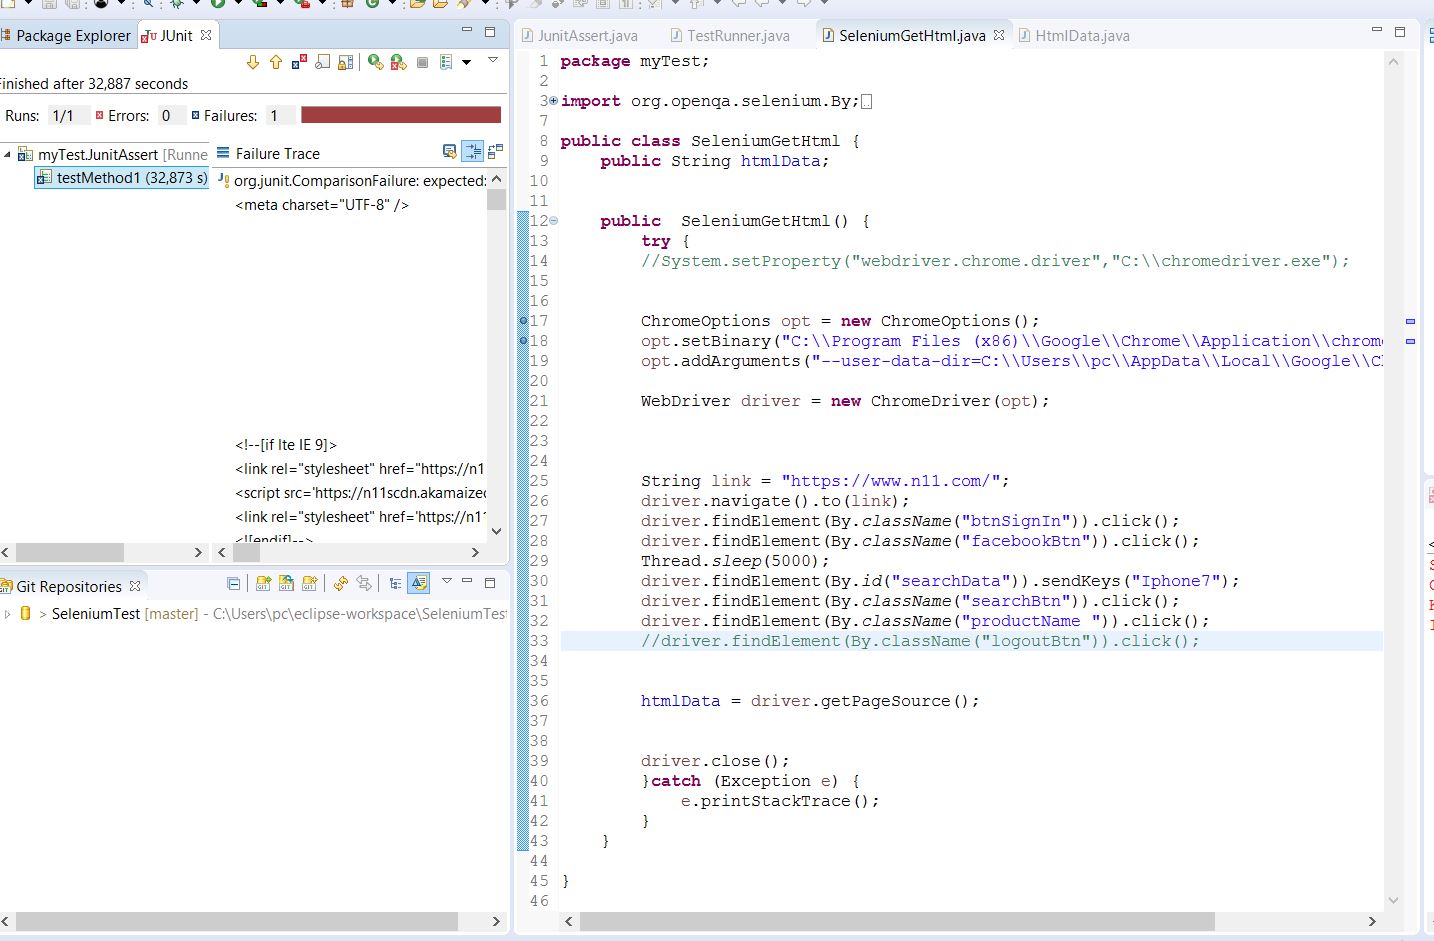 Package Explorer
JUnit
Finished after 32,887 seconds
Runs: 1/1 Errors: 0 Failures: 1
myTest.JunitAssert [Runne
testMethod1 (32,873 s)
Failure Trace
org.junit.ComparisonFailure: expected:
<meta charset="UTF-8" />
<!--[if lte IE 9]>
<link rel="stylesheet" href="https://n1
<script src='https://n11scdn.akamaized
<link rel="stylesheet" href='https://n1
<![endif]-->
Git Repositories
> SeleniumTest [master] - C:\Users\pc\eclipse-workspace\SeleniumTest
JunitAssert.java
TestRunner.java
SeleniumGetHtml.java
HtmlData.java
1 package myTest;
2
3 import org.openqa.selenium.By;
7
8 public class SeleniumGetHtml {
9 public String htmlData;
10
11
12 public SeleniumGetHtml() {
13 try {
14 //System.setProperty("webdriver.chrome.driver","C:\\chromedriver.exe");
15
16
17 ChromeOptions opt = new ChromeOptions();
18 opt.setBinary("C:\\Program Files (x86)\\Google\\Chrome\\Application\\chrome
19 opt.addArguments("--user-data-dir=C:\\Users\\pc\\AppData\\Local\\Google\\C
20
21 WebDriver driver = new ChromeDriver(opt);
22
23
24
25 String link = "https://www.n11.com/";
26 driver.navigate().to(link);
27 driver.findElement(By.className("btnSignIn")).click();
28 driver.findElement(By.className("facebookBtn")).click();
29 Thread.sleep(5000);
30 driver.findElement(By.id("searchData")).sendKeys("Iphone7");
31 driver.findElement(By.className("searchBtn")).click();
32 driver.findElement(By.className("productName ")).click();
33 //driver.findElement(By.className("logoutBtn")).click();
34
35
36 htmlData = driver.getPageSource();
37
38
39 driver.close();
40 }catch (Exception e) {
41 e.printStackTrace();
42 }
43 }
44
45 }
46